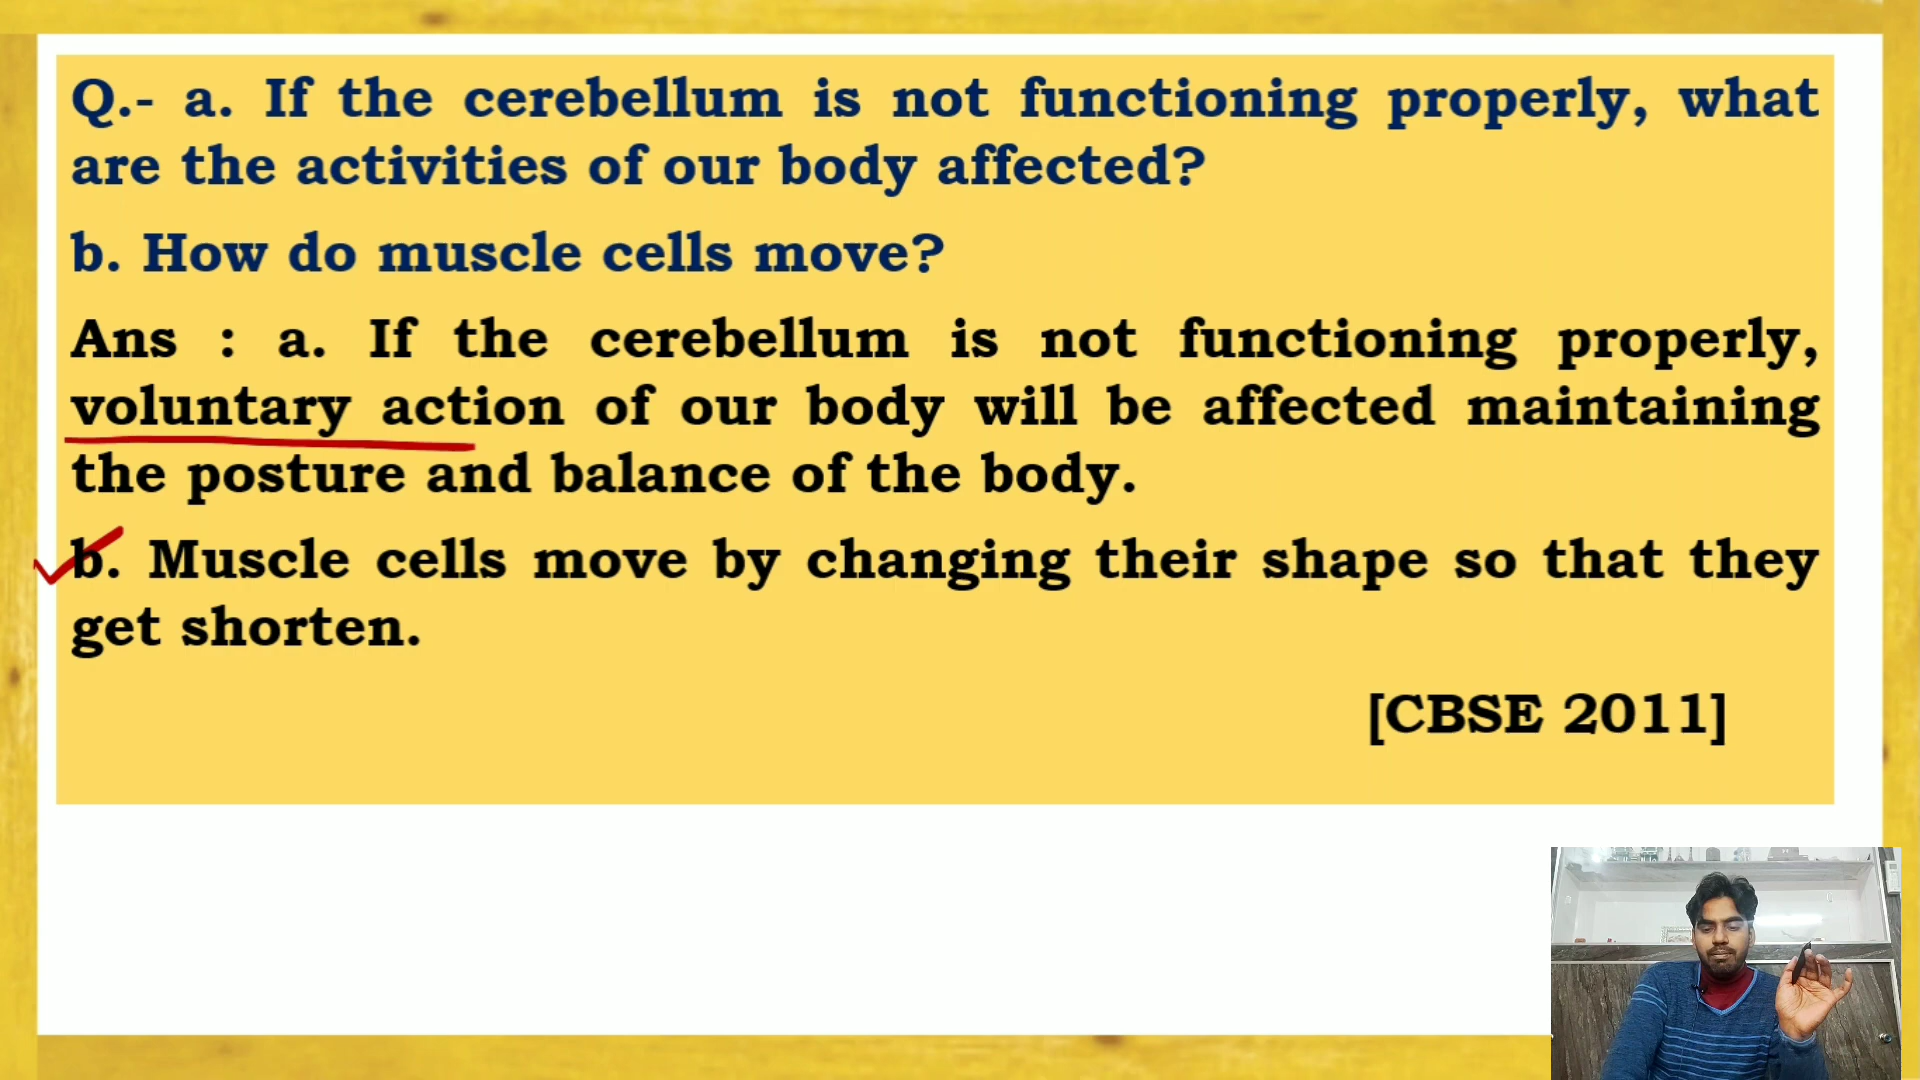 Q.- a. If the cerebellum is not functioning properly, what
are the activities of our body affected?
b. How do muscle cells move?
Ans : a. If the cerebellum is not functioning properly,
voluntary action of our body will be affected maintaining
the posture and balance of the body.
b. Muscle cells move by changing their shape so that they
get shorten.
[CBSE 2011]